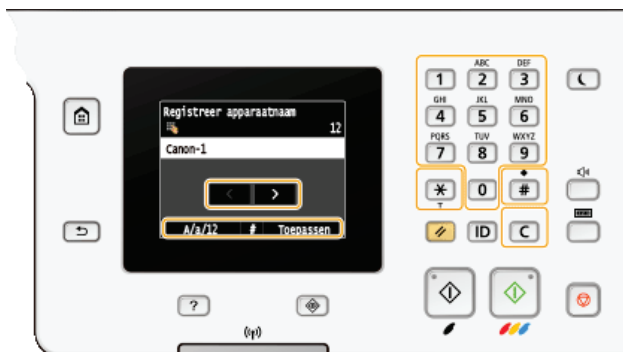 Registreer apparaatnaam
12
Canon-1
< >
A/a/12 # Toepassen
ABC DEF
1 2 3
GHI JKL MNO
4 5 6
PQRS TUV WXYZ
7 8 9
* 0 #
T
ID C
?